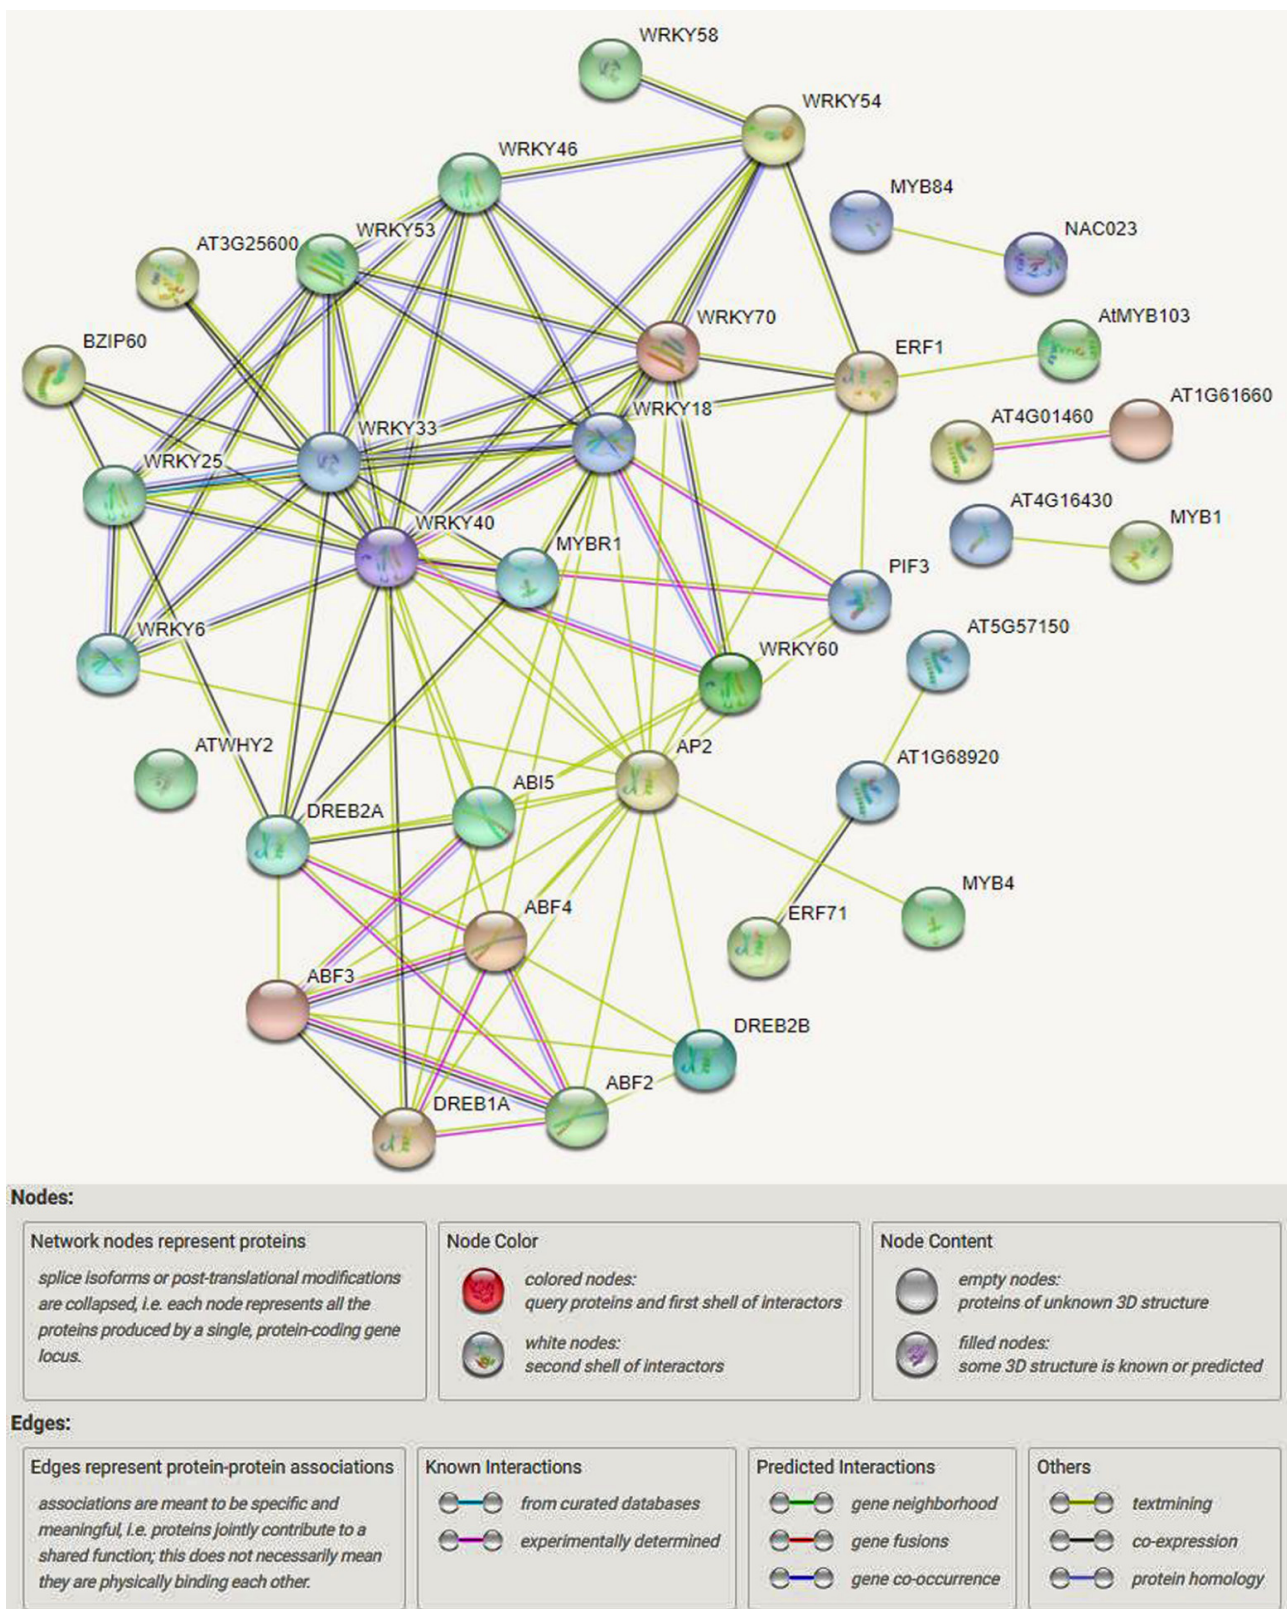 WRKY58
WRKY54
WRKY46
MYB84
WRKY53
NAC023
AT3G25600
WRKY70
AtMYB103
BZIP60
ERF1
AT1G61660
WRKY18
AT4G01460
WRKY33
WRKY25
AT4G16430
MYB1
WRKY40
MYBR1
PIF3
WRKY6
AT5G57150
WRKY60
ATWHY2
AP2
AT1G68920
ABI5
DREB2A
MYB4
ABF4
ERF71
ABF3
DREB2B
ABF2
DREB1A
Nodes:
Network nodes represent proteins
splice isoforms or post-translational modifications
are collapsed, i.e. each node represents all the
proteins produced by a single, protein-coding gene
locus.
Node Color
colored nodes:
query proteins and first shell of interactors
white nodes:
second shell of interactors
Node Content
empty nodes:
proteins of unknown 3D structure
filled nodes:
some 3D structure is known or predicted
Edges:
Edges represent protein-protein associations
associations are meant to be specific and
meaningful, i.e. proteins jointly contribute to a
shared function; this does not necessarily mean
they are physically binding each other.
Known Interactions
from curated databases
experimentally determined
Predicted Interactions
gene neighborhood
gene fusions
gene co-occurrence
Others
textmining
co-expression
protein homology